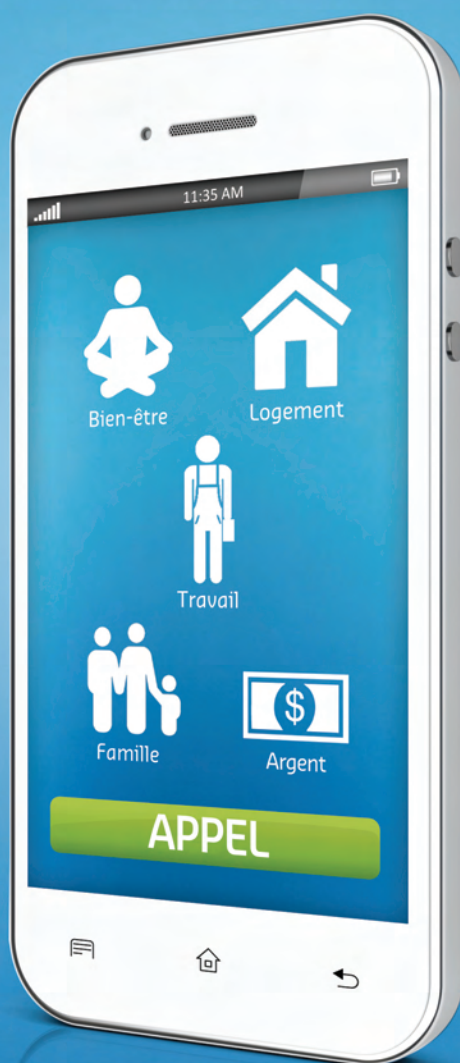 11:35 AM
Bien-être
Logement
Travail
Famille
$
Argent
APPEL